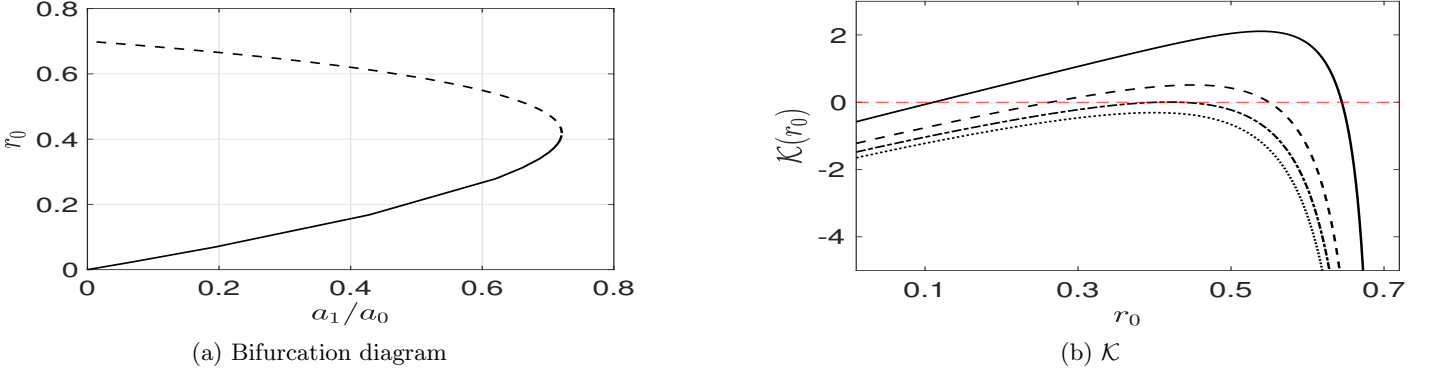 0.8
0.6
0.4
0.2
0
r₀
0 0.2 0.4 0.6 0.8
a₁/a₀
(a) Bifurcation diagram
2
0
-2
-4
𝒦(r₀)
0.1 0.3 0.5 0.7
r₀
(b) 𝒦